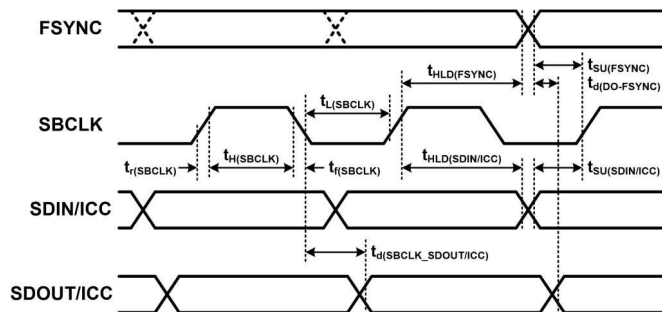 FSYNC
tSU(FSYNC)
tHLD(FSYNC)
td(DO-FSYNC)
tL(SBCLK)
SBCLK
tr(SBCLK)
tH(SBCLK)
tf(SBCLK)
tHLD(SDIN/ICC)
tSU(SDIN/ICC)
SDIN/ICC
td(SBCLK_SDOUT/ICC)
SDOUT/ICC